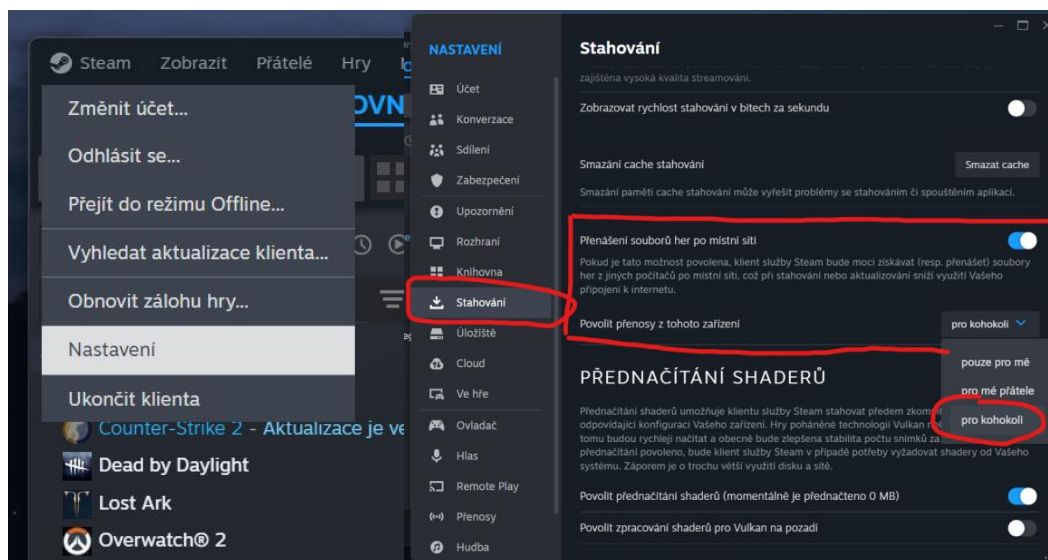 Steam Zobrazit Přátelé Hry
OVN
Změnit účet...
Odhlásit se...
Přejít do režimu Offline...
Vyhledat aktualizace klienta...
Obnovit zálohu hry...
Nastavení
Ukončit klienta
Counter-Strike 2 - Aktualizace je
Dead by Daylight
Lost Ark
Overwatch® 2
NASTAVENÍ
Účet
Konverzace
Sdílení
Zabezpečení
Upozornění
Rozhraní
Knihovna
Stahování
Úložiště
Cloud
Ve hře
Ovladač
Hlas
Remote Play
Přenosy
Hudba
Stahování
zajištěna vysoká kvalita streamování.
Zobrazovat rychlost stahování v bitech za sekundu
Smazání cache stahování Smazat cache
Smazání paměti cache stahování může vyřešit problémy se stahováním či spouštěním aplikací.
Přenášení souborů her po místní síti
Pokud je tato možnost povolena, klient služby Steam bude moci získávat (resp. přenášet) soubory
her z jiných počítačů po místní síti, což při stahování nebo aktualizování sníží využití Vašeho
připojení k internetu.
Povolit přenosy z tohoto zařízení pro kohokoli
pouze pro mě
pro mé přátele
pro kohokoli
PŘEDNAČÍTÁNÍ SHADERŮ
Přednačítání shaderů umožňuje klientu služby Steam stahovat předem
odpovídající konfiguraci Vašeho zařízení. Hry poháněné technologií Vulkan
tomu budou rychleji načítat a obecně bude zlepšena stabilita počtu snímků za
přednačítání povoleno, bude klient služby Steam v případě potřeby vyžadovat shadery od Vašeho
systému. Záporem je o trochu větší využití disku a sítě.
Povolit přednačítání shaderů (momentálně je přednačteno 0 MB)
Povolit zpracování shaderů pro Vulkan na pozadí